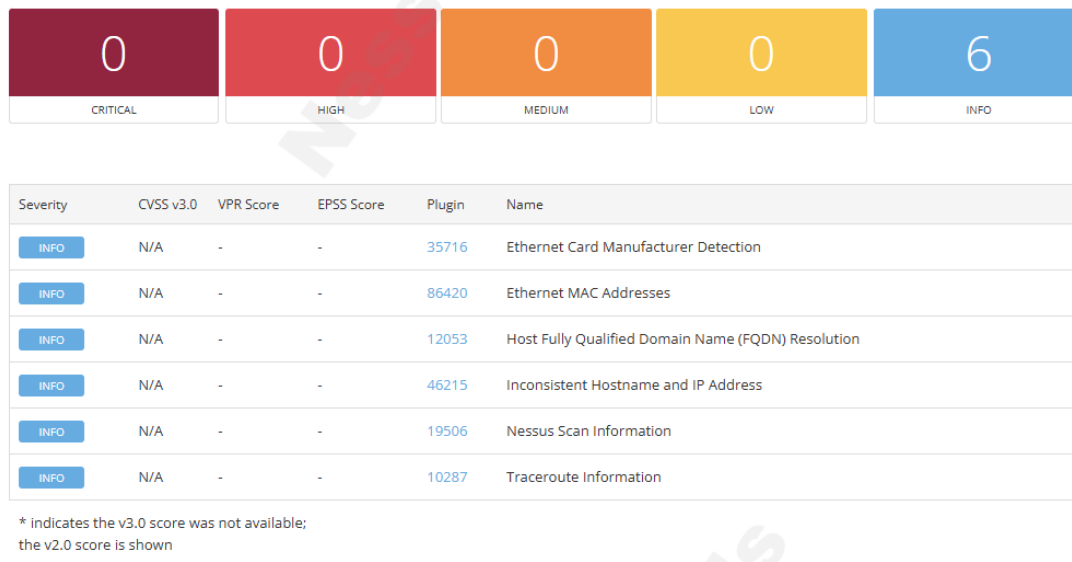 0 0 0 0 6
CRITICAL HIGH MEDIUM LOW INFO
Severity CVSS v3.0 VPR Score EPSS Score Plugin Name
INFO N/A - - 35716 Ethernet Card Manufacturer Detection
INFO N/A - - 86420 Ethernet MAC Addresses
INFO N/A - - 12053 Host Fully Qualified Domain Name (FQDN) Resolution
INFO N/A - - 46215 Inconsistent Hostname and IP Address
INFO N/A - - 19506 Nessus Scan Information
INFO N/A - - 10287 Traceroute Information
* indicates the v3.0 score was not available;
the v2.0 score is shown